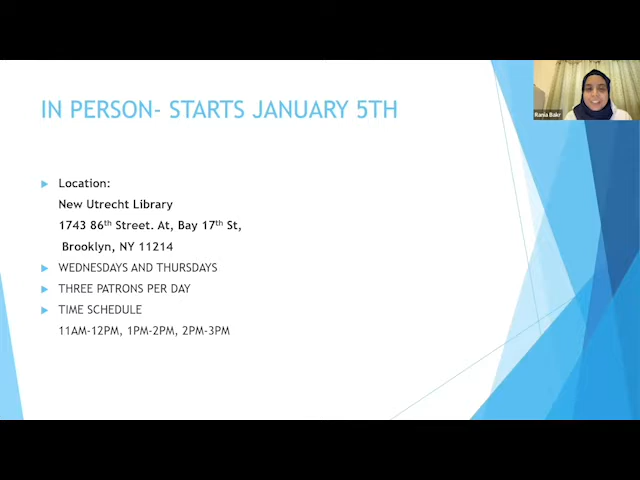 IN PERSON- STARTS JANUARY 5TH
Rania Bakr
Location:
New Utrecht Library
1743 86th Street. At, Bay 17th St,
Brooklyn, NY 11214
WEDNESDAYS AND THURSDAYS
THREE PATRONS PER DAY
TIME SCHEDULE
11AM-12PM, 1PM-2PM, 2PM-3PM